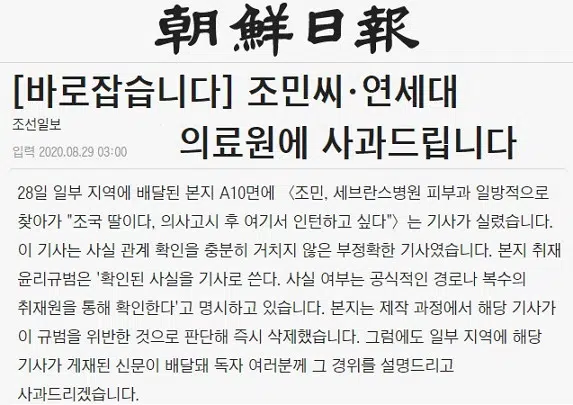 朝鮮日報
[바로잡습니다] 조민씨·연세대
의료원에 사과드립니다
조선일보
입력 2020.08.29 03:00
28일 일부 지역에 배달된 본지 A10면에 〈조민, 세브란스병원 피부과 일방적으로
찾아가 "조국 딸이다, 의사고시 후 여기서 인턴하고 싶다"〉는 기사가 실렸습니다.
이 기사는 사실 관계 확인을 충분히 거치지 않은 부정확한 기사였습니다. 본지 취재
윤리규범은 '확인된 사실을 기사로 쓴다. 사실 여부는 공식적인 경로나 복수의
취재원을 통해 확인한다'고 명시하고 있습니다. 본지는 제작 과정에서 해당 기사가
이 규범을 위반한 것으로 판단해 즉시 삭제했습니다. 그럼에도 일부 지역에 해당
기사가 게재된 신문이 배달돼 독자 여러분께 그 경위를 설명드리고
사과드리겠습니다.